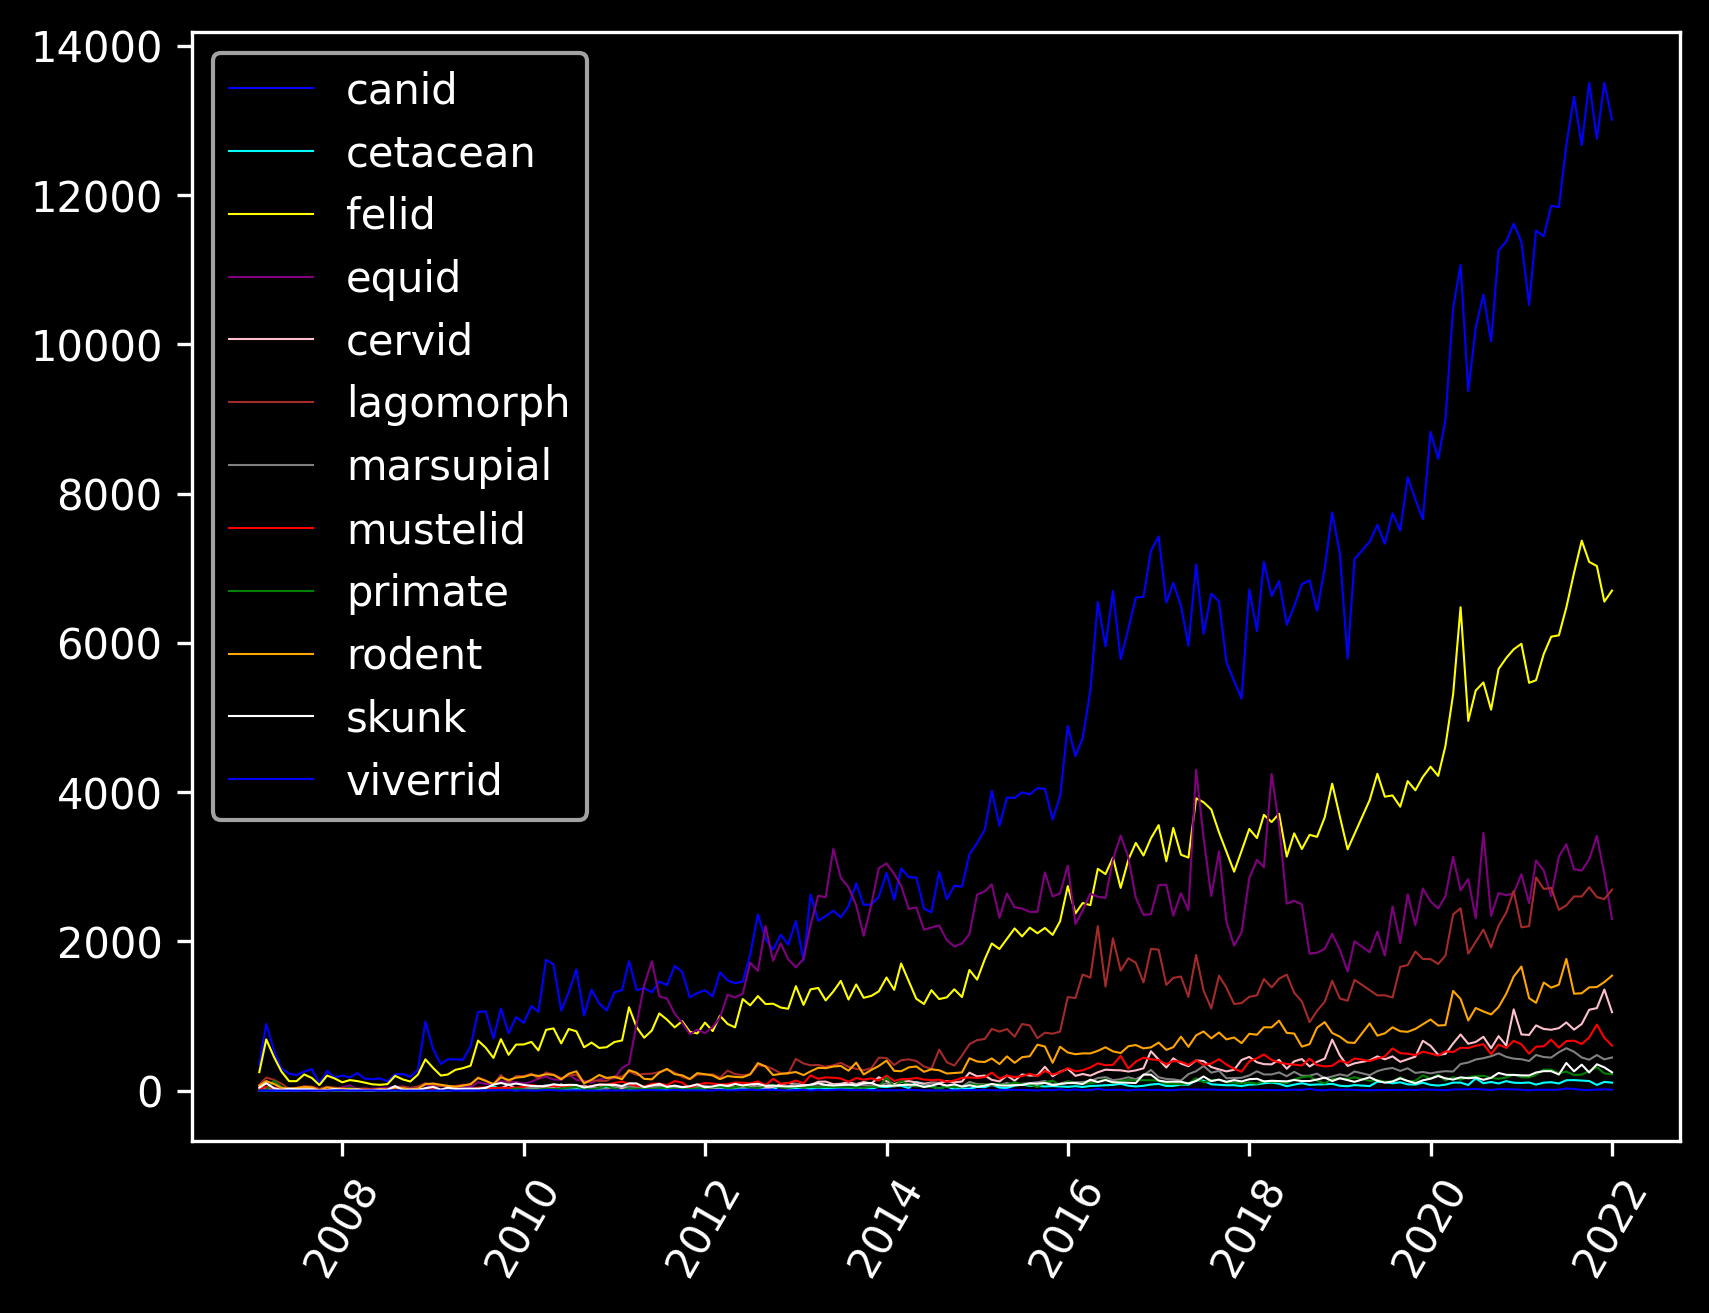 14000
12000
10000
8000
6000
4000
2000
0
canid
cetacean
felid
equid
cervid
lagomorph
marsupial
mustelid
primate
rodent
skunk
viverrid
2008
2010
2012
2014
2016
2018
2020
2022